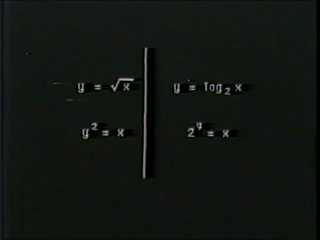 y = √x
y = log₂ x
y² = x
2ʸ = x